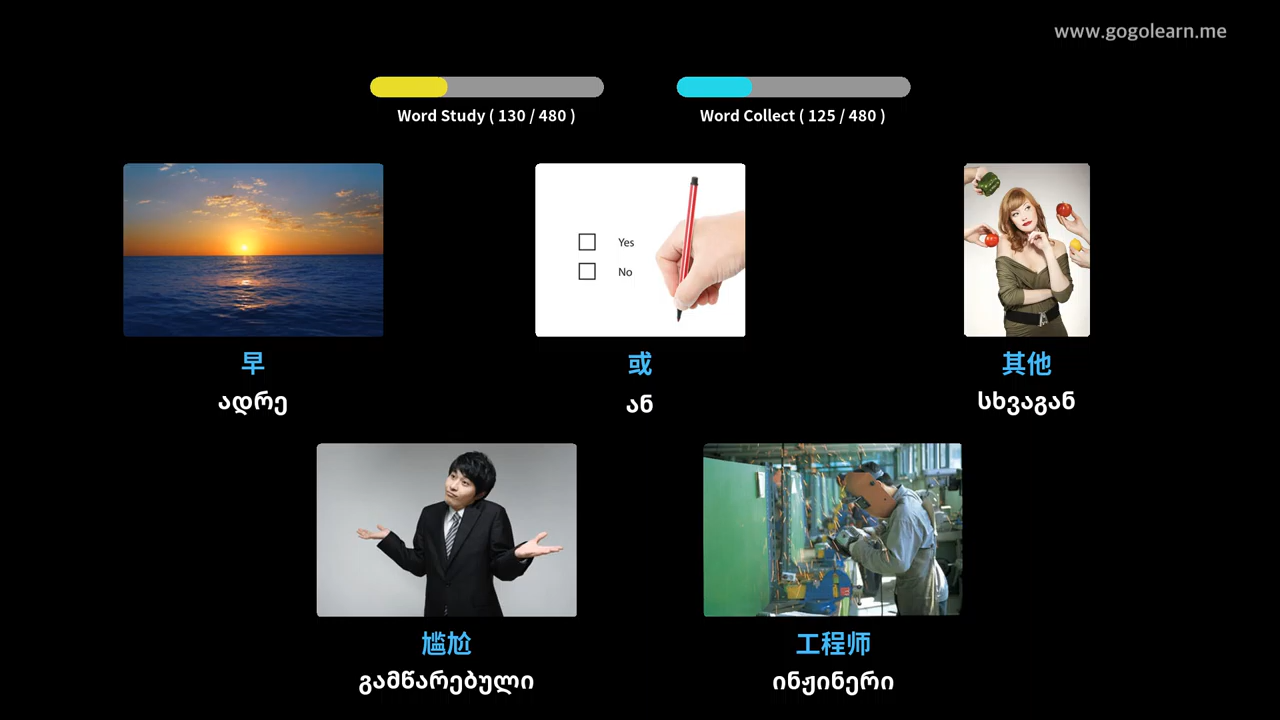 www.gogolearn.me
Word Study ( 130 / 480 )
Word Collect ( 125 / 480 )
Yes
No
早
或
其他
ადრე
ან
სხვაგან
尴尬
工程师
გამწარებული
ინჟინერი